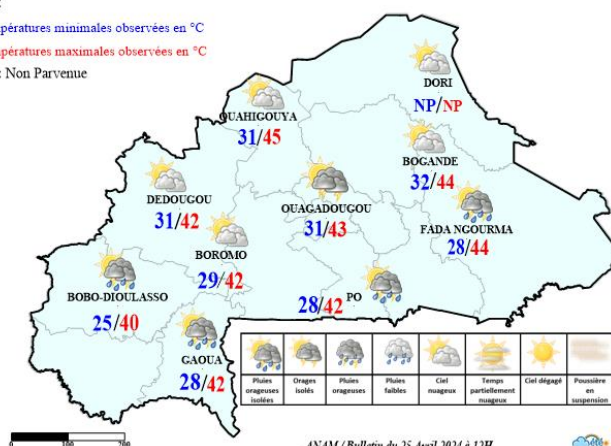 pératures minimales observées en °C
pératures maximales observées en °C
: Non Parvenue
DORI
NP/NP
OUAHIGOUYA
31/45
BOGANDE
32/44
DEDOUGOU
31/42
OUAGADOUGOU
31/43
FADA NGOURMA
28/44
BOROMO
29/42
BOBO-DIOULASSO
25/40
PO
28/42
GAOUA
28/42
Pluies orageuses isolées
Orages isolés
Pluies orageuses
Pluies faibles
Ciel nuageux
Temps partiellement nuageux
Ciel dégagé
Poussière en suspension
ANAM / Bulletin du 25 Avril 2024 à 12H